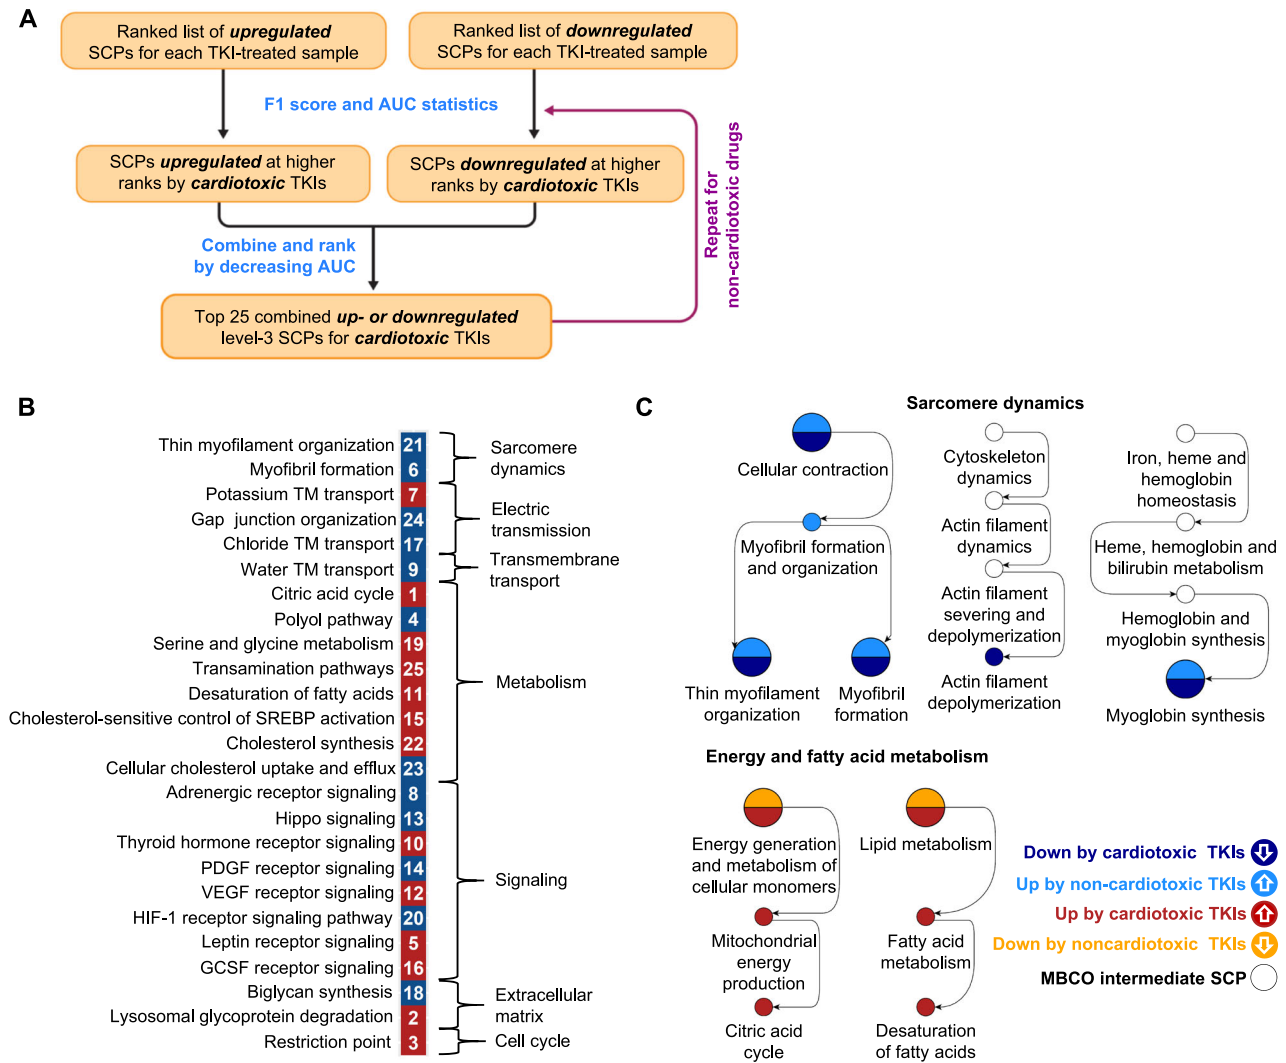 A
Ranked list of upregulated
SCPs for each TKI-treated sample
Ranked list of downregulated
SCPs for each TKI-treated sample
F1 score and AUC statistics
SCPs upregulated at higher
ranks by cardiotoxic TKIs
SCPs downregulated at higher
ranks by cardiotoxic TKIs
Repeat for
non-cardiotoxic drugs
Combine and rank
by decreasing AUC
Top 25 combined up- or downregulated
level-3 SCPs for cardiotoxic TKIs
B
Thin myofilament organization 21
Myofibril formation 6
Potassium TM transport 7
Gap junction organization 24
Chloride TM transport 17
Water TM transport 9
Citric acid cycle 1
Polyol pathway 4
Serine and glycine metabolism 19
Transamination pathways 25
Desaturation of fatty acids 11
Cholesterol-sensitive control of SREBP activation 15
Cholesterol synthesis 22
Cellular cholesterol uptake and efflux 23
Adrenergic receptor signaling 8
Hippo signaling 13
Thyroid hormone receptor signaling 10
PDGF receptor signaling 14
VEGF receptor signaling 12
HIF-1 receptor signaling pathway 20
Leptin receptor signaling 5
GCSF receptor signaling 16
Biglycan synthesis 18
Lysosomal glycoprotein degradation 2
Restriction point 3
Sarcomere
dynamics
Electric
transmission
Transmembrane
transport
Metabolism
Signaling
Extracellular
matrix
Cell cycle
C
Sarcomere dynamics
Cellular contraction
Myofibril formation
and organization
Thin myofilament
organization
Myofibril
formation
Cytoskeleton
dynamics
Actin filament
dynamics
Actin filament
severing and
depolymerization
Actin filament
depolymerization
Iron, heme and
hemoglobin
homeostasis
Heme, hemoglobin and
bilirubin metabolism
Hemoglobin and
myoglobin synthesis
Myoglobin synthesis
Energy and fatty acid metabolism
Energy generation
and metabolism of
cellular monomers
Mitochondrial
energy
production
Citric acid
cycle
Lipid metabolism
Fatty acid
metabolism
Desaturation
of fatty acids
Down by cardiotoxic TKIs
Up by non-cardiotoxic TKIs
Up by cardiotoxic TKIs
Down by noncardiotoxic TKIs
MBCO intermediate SCP